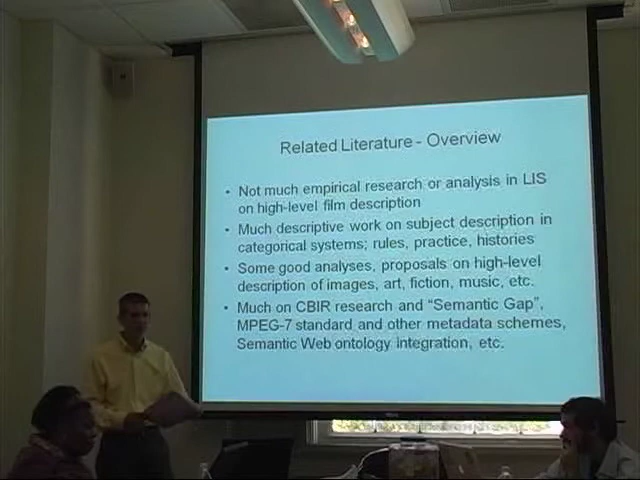 Related Literature - Overview
• Not much empirical research or analysis in LIS
on high-level film description
• Much descriptive work on subject description in
categorical systems; rules, practice, histories
• Some good analyses, proposals on high-level
description of images, art, fiction, music, etc.
• Much on CBIR research and “Semantic Gap”,
MPEG-7 standard and other metadata schemes,
Semantic Web ontology integration, etc.